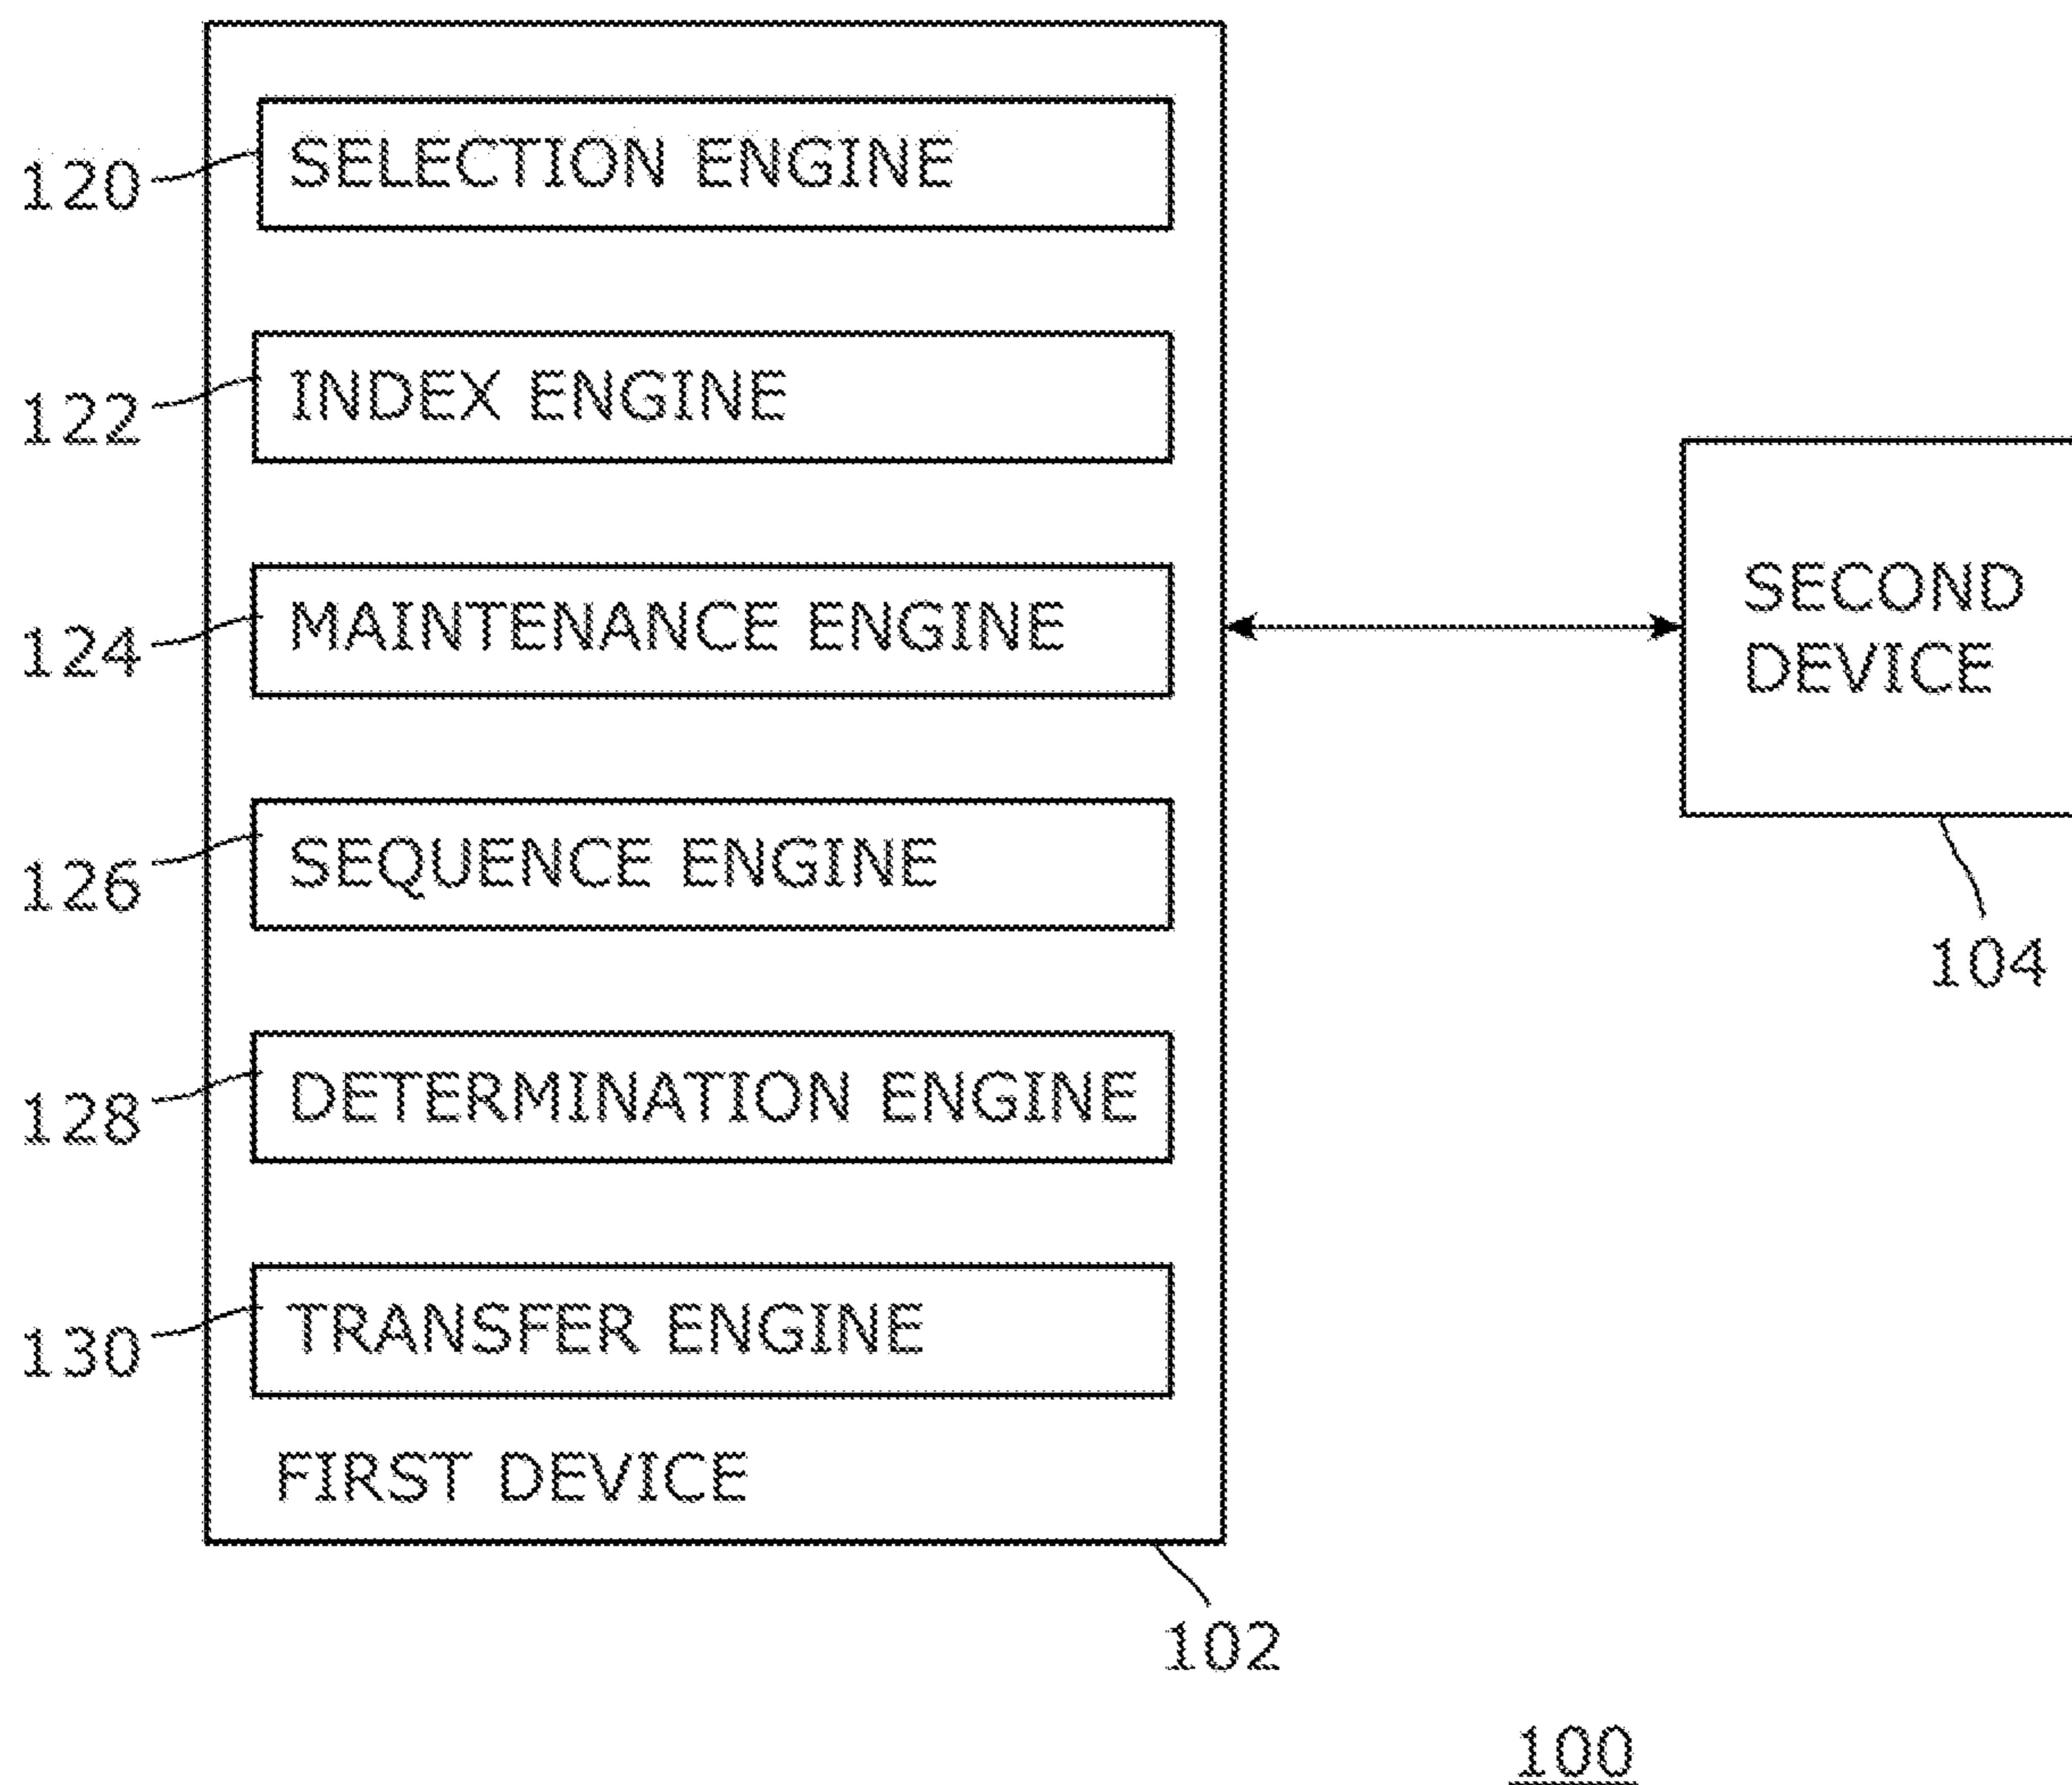 120
SELECTION ENGINE
122
INDEX ENGINE
124
MAINTENANCE ENGINE
126
SEQUENCE ENGINE
128
DETERMINATION ENGINE
130
TRANSFER ENGINE
FIRST DEVICE
102
SECOND
DEVICE
104
100